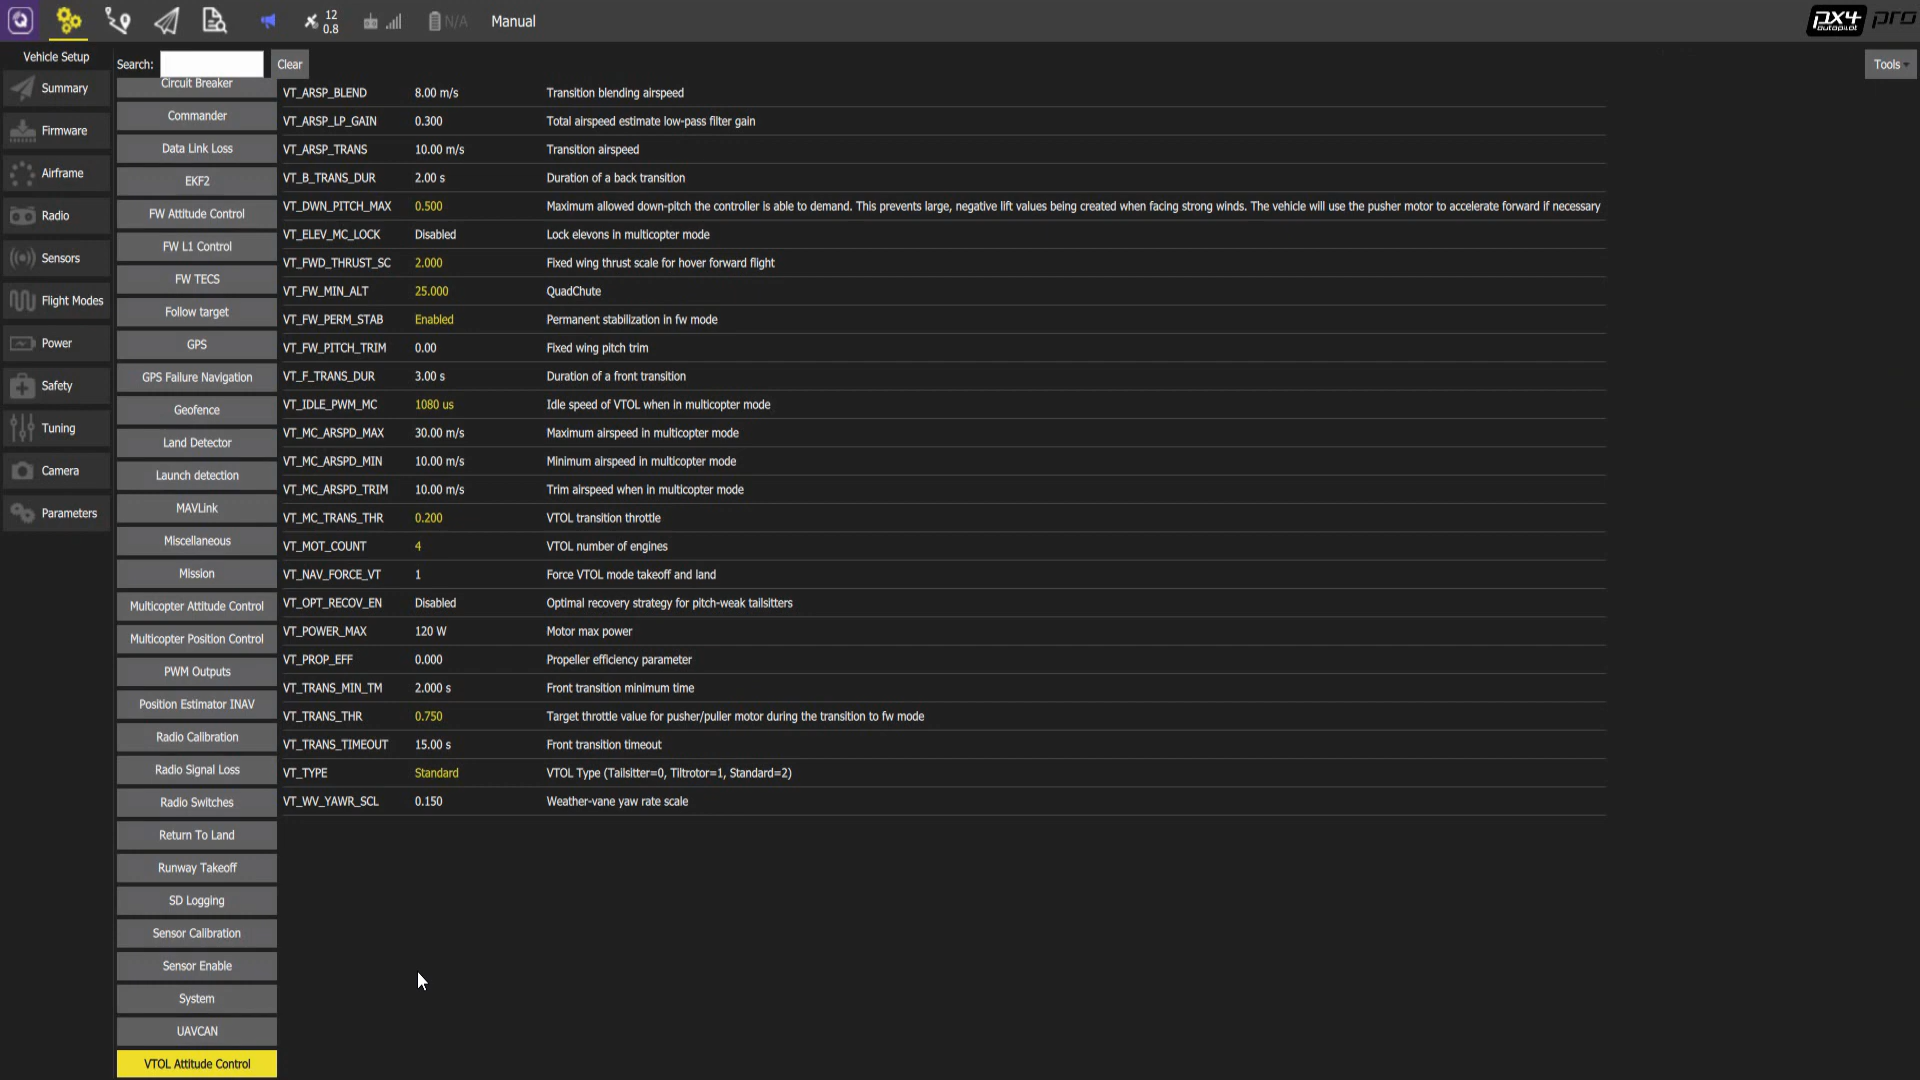 12
0.8
N/A
Manual
px4 pro
autopilot
Vehicle Setup
Search:
Clear
Tools
Summary
Firmware
Airframe
Radio
Sensors
Flight Modes
Power
Safety
Tuning
Camera
Parameters
Circuit Breaker
Commander
Data Link Loss
EKF2
FW Attitude Control
FW L1 Control
FW TECS
Follow target
GPS
GPS Failure Navigation
Geofence
Land Detector
Launch detection
MAVLink
Miscellaneous
Mission
Multicopter Attitude Control
Multicopter Position Control
PWM Outputs
Position Estimator INAV
Radio Calibration
Radio Signal Loss
Radio Switches
Return To Land
Runway Takeoff
SD Logging
Sensor Calibration
Sensor Enable
System
UAVCAN
VTOL Attitude Control
VT_ARSP_BLEND 8.00 m/s Transition blending airspeed
VT_ARSP_LP_GAIN 0.300 Total airspeed estimate low-pass filter gain
VT_ARSP_TRANS 10.00 m/s Transition airspeed
VT_B_TRANS_DUR 2.00 s Duration of a back transition
VT_DWN_PITCH_MAX 0.500 Maximum allowed down-pitch the controller is able to demand. This prevents large, negative lift values being created when facing strong winds. The vehicle will use the pusher motor to accelerate forward if necessary
VT_ELEV_MC_LOCK Disabled Lock elevons in multicopter mode
VT_FWD_THRUST_SC 2.000 Fixed wing thrust scale for hover forward flight
VT_FW_MIN_ALT 25.000 QuadChute
VT_FW_PERM_STAB Enabled Permanent stabilization in fw mode
VT_FW_PITCH_TRIM 0.00 Fixed wing pitch trim
VT_F_TRANS_DUR 3.00 s Duration of a front transition
VT_IDLE_PWM_MC 1080 us Idle speed of VTOL when in multicopter mode
VT_MC_ARSPD_MAX 30.00 m/s Maximum airspeed in multicopter mode
VT_MC_ARSPD_MIN 10.00 m/s Minimum airspeed in multicopter mode
VT_MC_ARSPD_TRIM 10.00 m/s Trim airspeed when in multicopter mode
VT_MC_TRANS_THR 0.200 VTOL transition throttle
VT_MOT_COUNT 4 VTOL number of engines
VT_NAV_FORCE_VT 1 Force VTOL mode takeoff and land
VT_OPT_RECOV_EN Disabled Optimal recovery strategy for pitch-weak tailsitters
VT_POWER_MAX 120 W Motor max power
VT_PROP_EFF 0.000 Propeller efficiency parameter
VT_TRANS_MIN_TM 2.000 s Front transition minimum time
VT_TRANS_THR 0.750 Target throttle value for pusher/puller motor during the transition to fw mode
VT_TRANS_TIMEOUT 15.00 s Front transition timeout
VT_TYPE Standard VTOL Type (Tailsitter=0, Tiltrotor=1, Standard=2)
VT_WV_YAWR_SCL 0.150 Weather-vane yaw rate scale